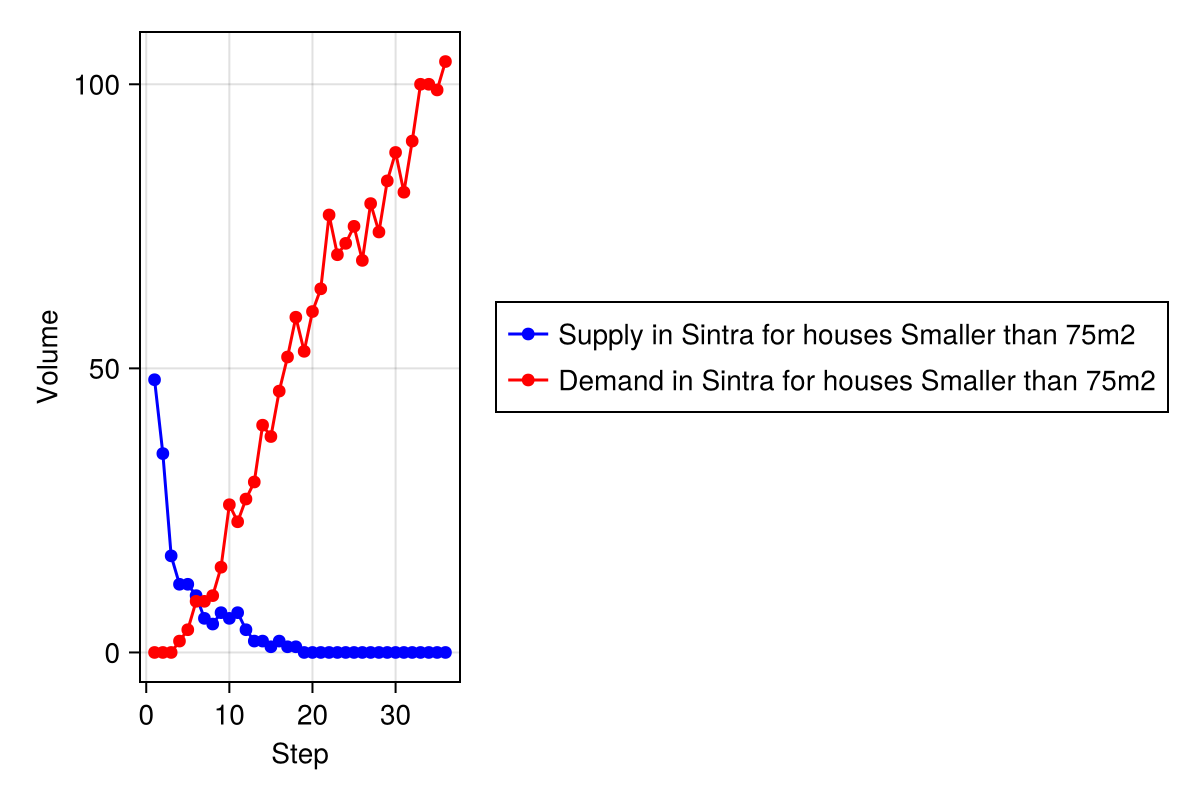 100
50
0
Volume
0 10 20 30
Step
Supply in Sintra for houses Smaller than 75m2
Demand in Sintra for houses Smaller than 75m2